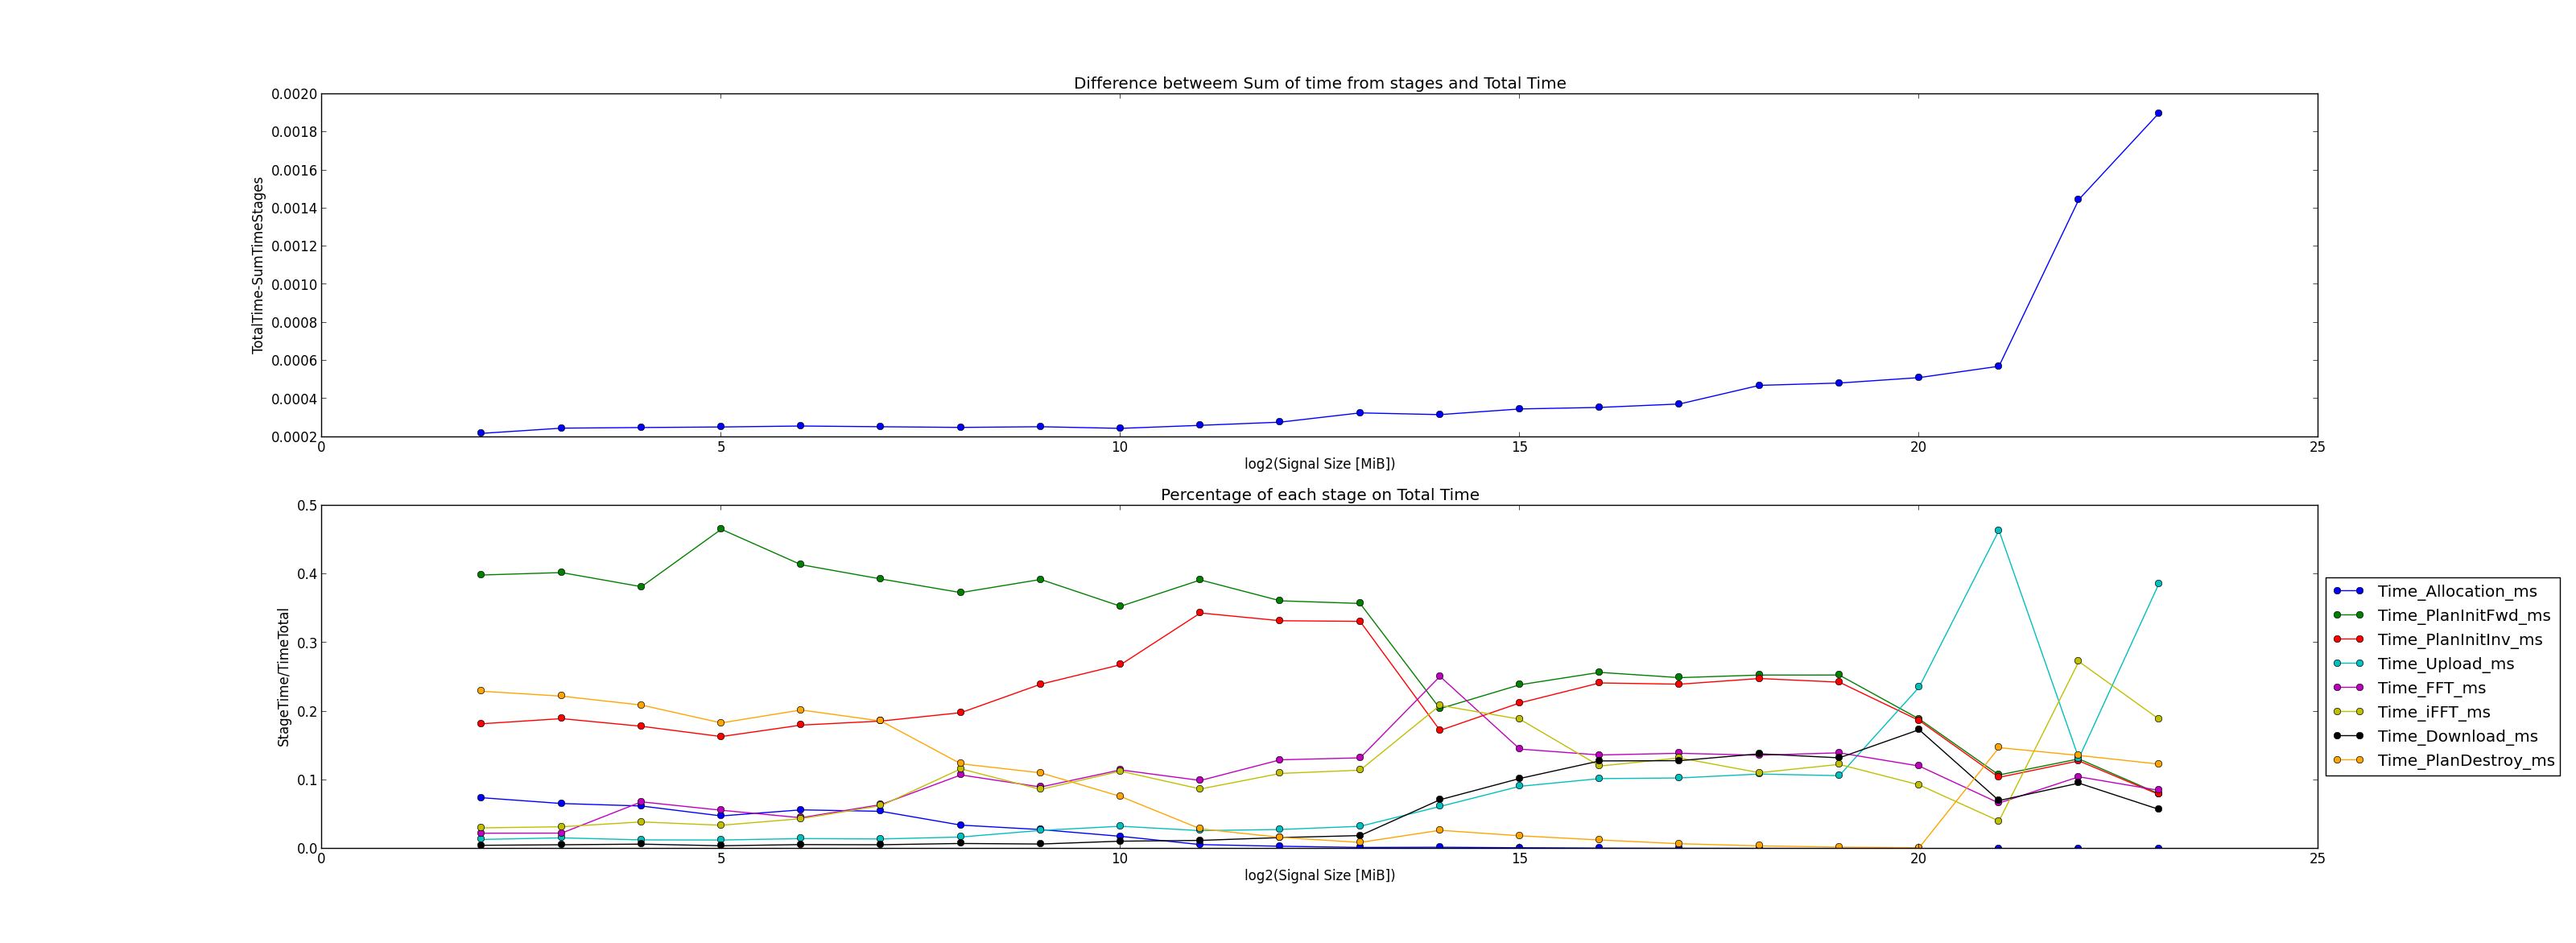 Difference betweem Sum of time from stages and Total Time
0.0020
0.0018
0.0016
0.0014
0.0012
0.0010
0.0008
0.0006
0.0004
0.0002
TotalTime-SumTimeStages
0 5 10 15 20 25
log2(Signal Size [MiB])
Percentage of each stage on Total Time
0.5
0.4
0.3
0.2
0.1
0.0
StageTime/TimeTotal
0 5 10 15 20 25
log2(Signal Size [MiB])
Time_Allocation_ms
Time_PlanInitFwd_ms
Time_PlanInitInv_ms
Time_Upload_ms
Time_FFT_ms
Time_iFFT_ms
Time_Download_ms
Time_PlanDestroy_ms